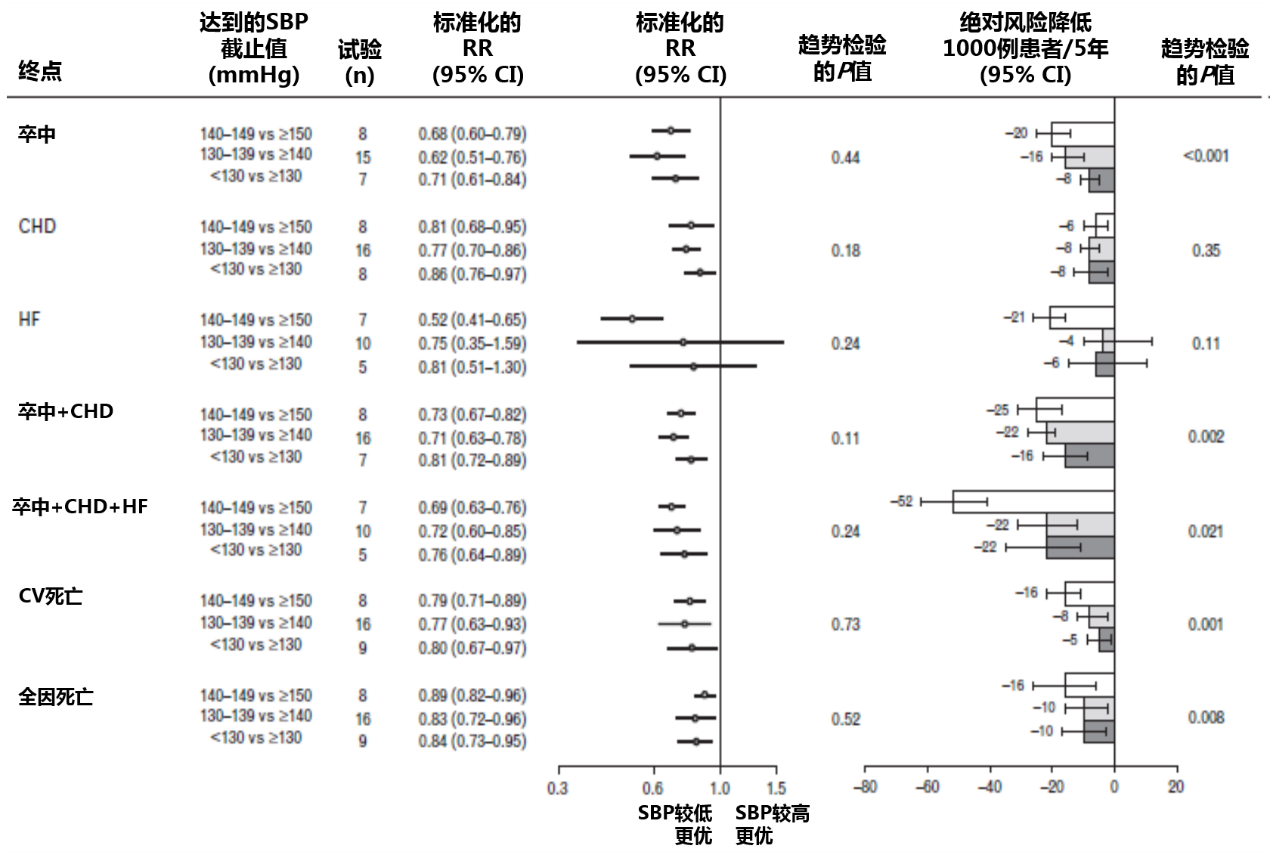 终点 达到的SBP截止值(mmHg) 试验(n) 标准化的RR(95% CI) 标准化的RR(95% CI) 趋势检验的P值 绝对风险降低1000例患者/5年(95% CI) 趋势检验的P值
卒中 140–149 vs ≥150 8 0.68 (0.60–0.79) −20
130–139 vs ≥140 15 0.62 (0.51–0.76) 0.44 −16 <0.001
<130 vs ≥130 7 0.71 (0.61–0.84) −8
CHD 140–149 vs ≥150 8 0.81 (0.68–0.95) −6
130–139 vs ≥140 16 0.77 (0.70–0.86) 0.18 −8 0.35
<130 vs ≥130 8 0.86 (0.76–0.97) −8
HF 140–149 vs ≥150 7 0.52 (0.41–0.65) −21
130–139 vs ≥140 10 0.75 (0.35–1.59) 0.24 −4 0.11
<130 vs ≥130 5 0.81 (0.51–1.30) −6
卒中+CHD 140–149 vs ≥150 8 0.73 (0.67–0.82) −25
130–139 vs ≥140 16 0.71 (0.63–0.78) 0.11 −22 0.002
<130 vs ≥130 7 0.81 (0.72–0.89) −16
卒中+CHD+HF 140–149 vs ≥150 7 0.69 (0.63–0.76) −52
130–139 vs ≥140 10 0.72 (0.60–0.85) 0.24 −22 0.021
<130 vs ≥130 5 0.76 (0.64–0.89) −22
CV死亡 140–149 vs ≥150 8 0.79 (0.71–0.89) −16
130–139 vs ≥140 16 0.77 (0.63–0.93) 0.73 −8 0.001
<130 vs ≥130 9 0.80 (0.67–0.97) −5
全因死亡 140–149 vs ≥150 8 0.89 (0.82–0.96) −16
130–139 vs ≥140 16 0.83 (0.72–0.96) 0.52 −10 0.008
<130 vs ≥130 9 0.84 (0.73–0.95) −10
0.3 0.6 1.0 1.5 −80 −60 −40 −20 0 20
SBP较低 SBP较高
更优 更优